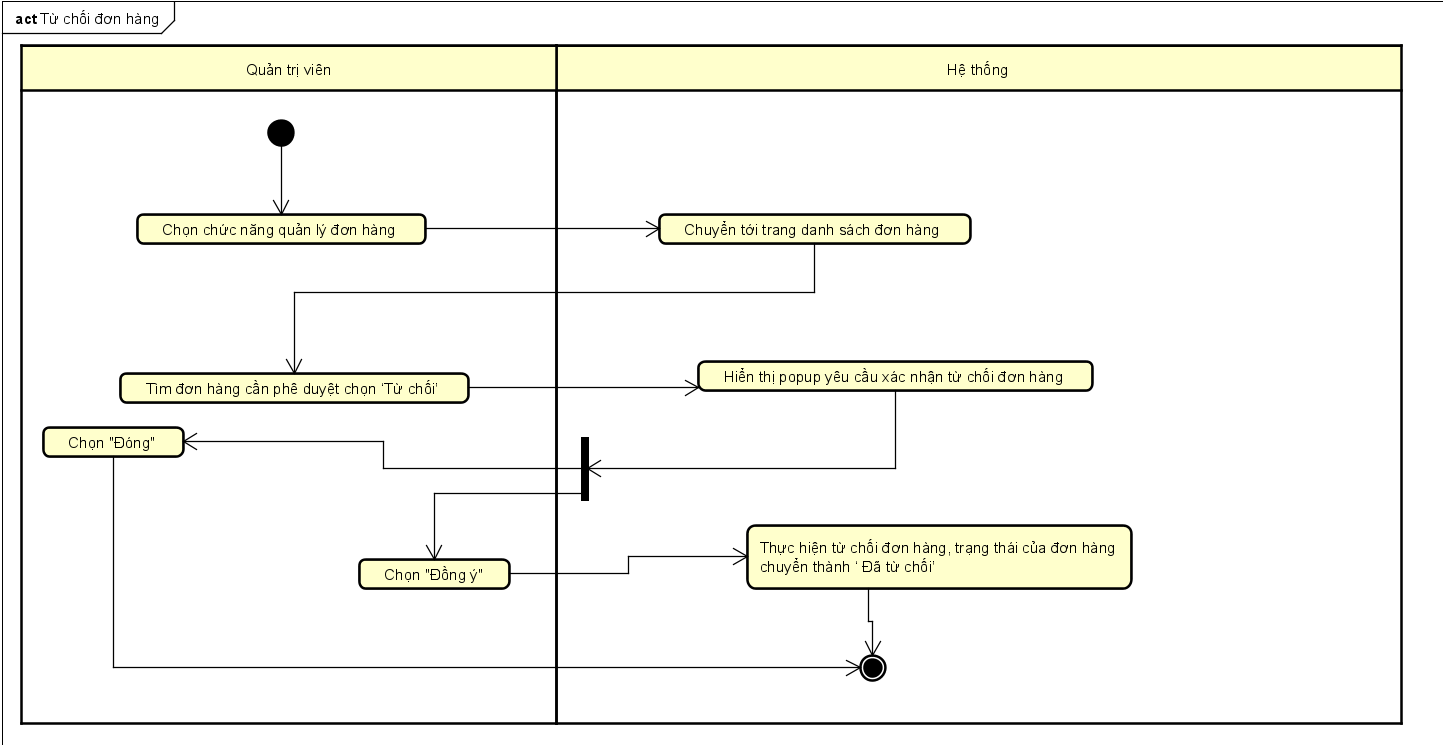 act Từ chối đơn hàng
Quản trị viên
Hệ thống
Chọn chức năng quản lý đơn hàng
Chuyển tới trang danh sách đơn hàng
Tìm đơn hàng cần phê duyệt chọn ‘Từ chối’
Hiển thị popup yêu cầu xác nhận từ chối đơn hàng
Chọn "Đóng"
Chọn "Đồng ý"
Thực hiện từ chối đơn hàng, trạng thái của đơn hàng
chuyển thành ‘ Đã từ chối’